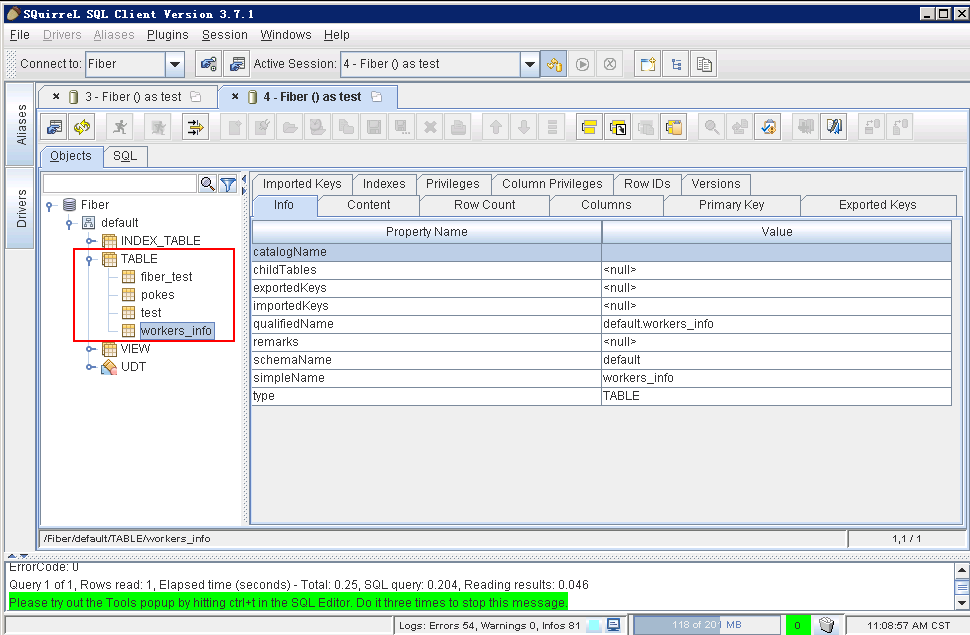 SQuirreL SQL Client Version 3.7.1
File Drivers Aliases Plugins Session Windows Help
Connect to: Fiber Active Session: 4 - Fiber () as test
Aliases
Drivers
3 - Fiber () as test 4 - Fiber () as test
Objects SQL
Fiber
default
INDEX_TABLE
TABLE
fiber_test
pokes
test
workers_info
VIEW
UDT
Imported Keys Indexes Privileges Column Privileges Row IDs Versions
Info Content Row Count Columns Primary Key Exported Keys
Property Name Value
catalogName
childTables <null>
exportedKeys <null>
importedKeys <null>
qualifiedName default.workers_info
remarks <null>
schemaName default
simpleName workers_info
type TABLE
/Fiber/default/TABLE/workers_info 1,1 / 1
ErrorCode: 0
Query 1 of 1, Rows read: 1, Elapsed time (seconds) - Total: 0.25, SQL query: 0.204, Reading results: 0.046
Please try out the Tools popup by hitting ctrl+t in the SQL Editor. Do it three times to stop this message.
Logs: Errors 54, Warnings 0, Infos 81 118 of 201 MB 0 11:08:57 AM CST